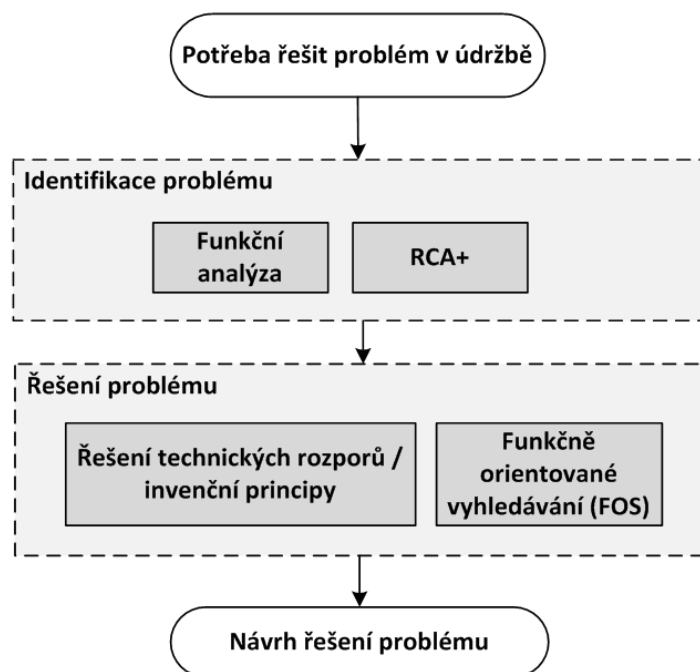 Potřeba řešit problém v údržbě
Identifikace problému
Funkční
analýza
RCA+
Řešení problému
Řešení technických rozporů /
invenční principy
Funkčně
orientované
vyhledávání (FOS)
Návrh řešení problému